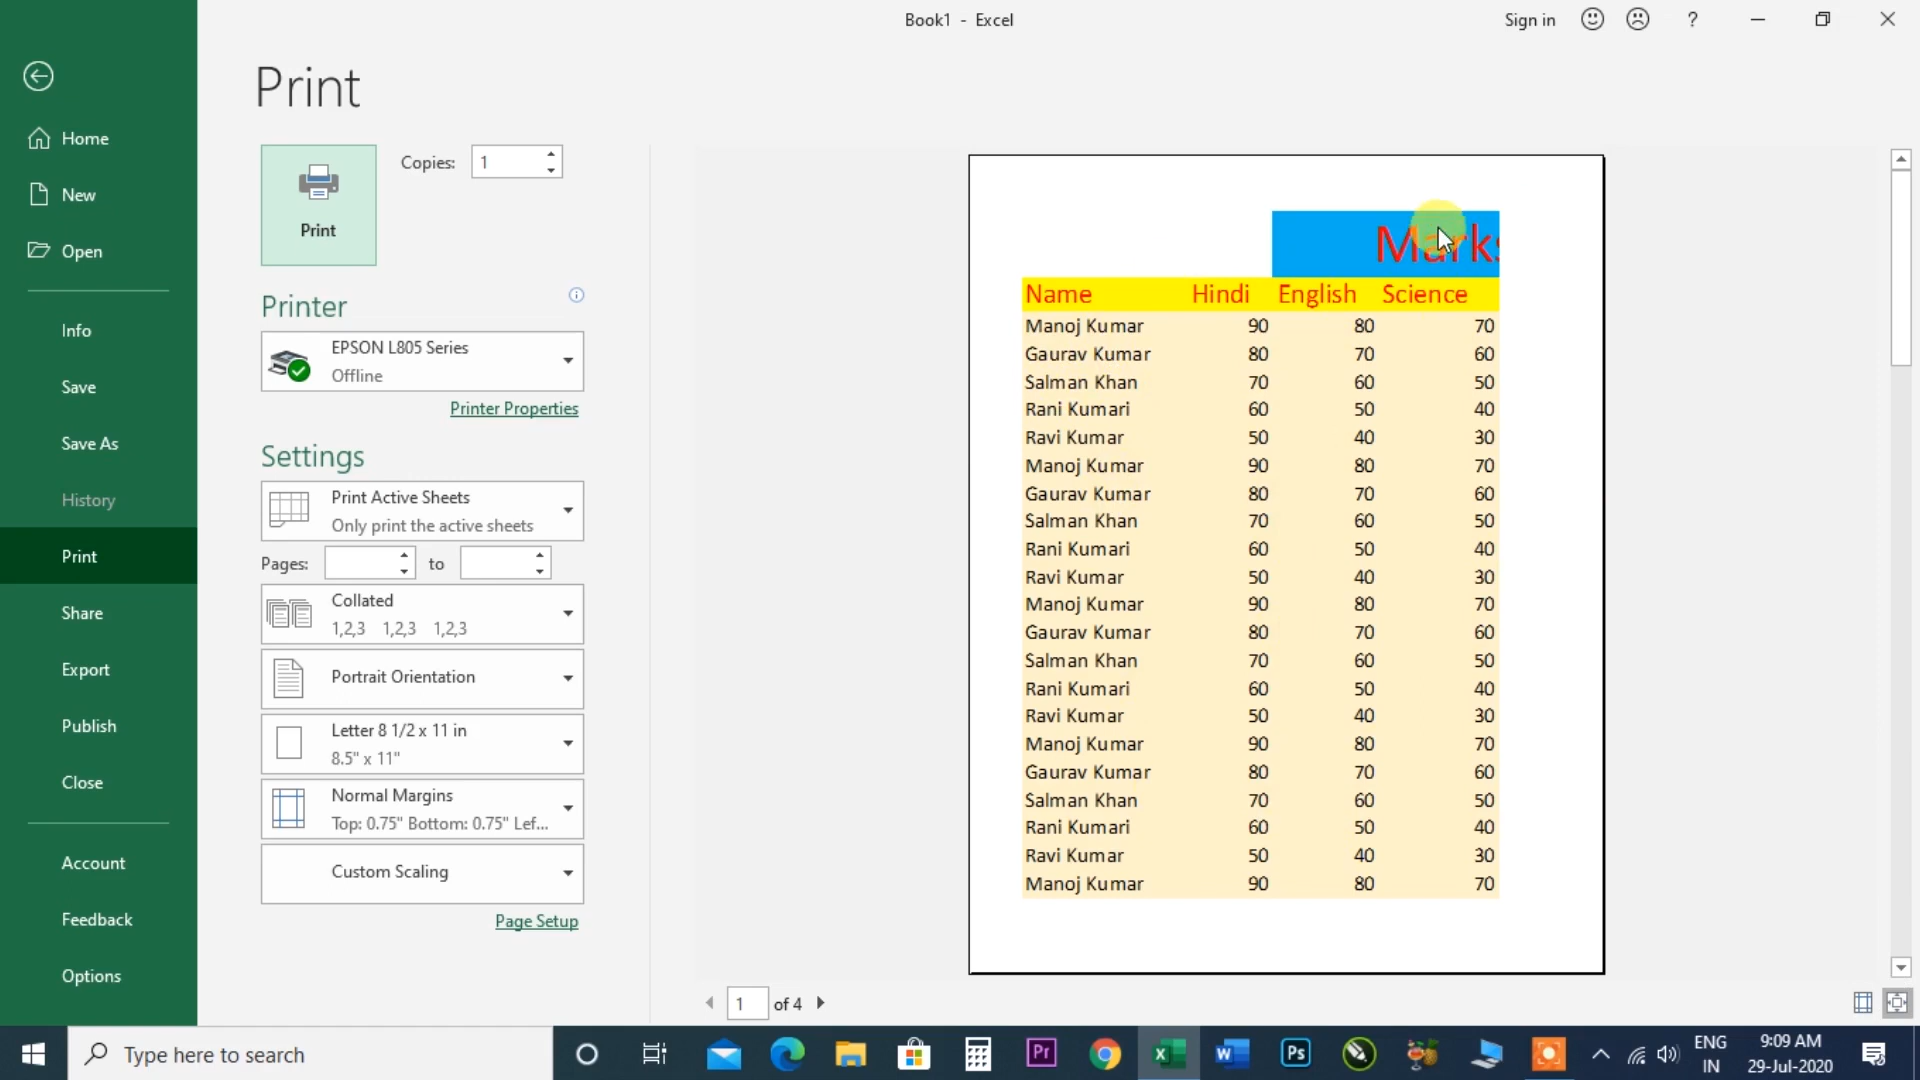 Book1 - Excel
Sign in
?
Print
Home
New
Open
Info
Save
Save As
History
Print
Share
Export
Publish
Close
Account
Feedback
Options
Print
Copies: 1
Printer
EPSON L805 Series
Offline
Printer Properties
Settings
Print Active Sheets
Only print the active sheets
Pages: to
Collated
1,2,3 1,2,3 1,2,3
Portrait Orientation
Letter 8 1/2 x 11 in
8.5" x 11"
Normal Margins
Top: 0.75" Bottom: 0.75" Lef...
Custom Scaling
Page Setup
Marks
Name Hindi English Science
Manoj Kumar 90 80 70
Gaurav Kumar 80 70 60
Salman Khan 70 60 50
Rani Kumari 60 50 40
Ravi Kumar 50 40 30
Manoj Kumar 90 80 70
Gaurav Kumar 80 70 60
Salman Khan 70 60 50
Rani Kumari 60 50 40
Ravi Kumar 50 40 30
Manoj Kumar 90 80 70
Gaurav Kumar 80 70 60
Salman Khan 70 60 50
Rani Kumari 60 50 40
Ravi Kumar 50 40 30
Manoj Kumar 90 80 70
Gaurav Kumar 80 70 60
Salman Khan 70 60 50
Rani Kumari 60 50 40
Ravi Kumar 50 40 30
Manoj Kumar 90 80 70
1 of 4
Type here to search
Pr
X
W
Ps
ENG
IN
9:09 AM
29-Jul-2020